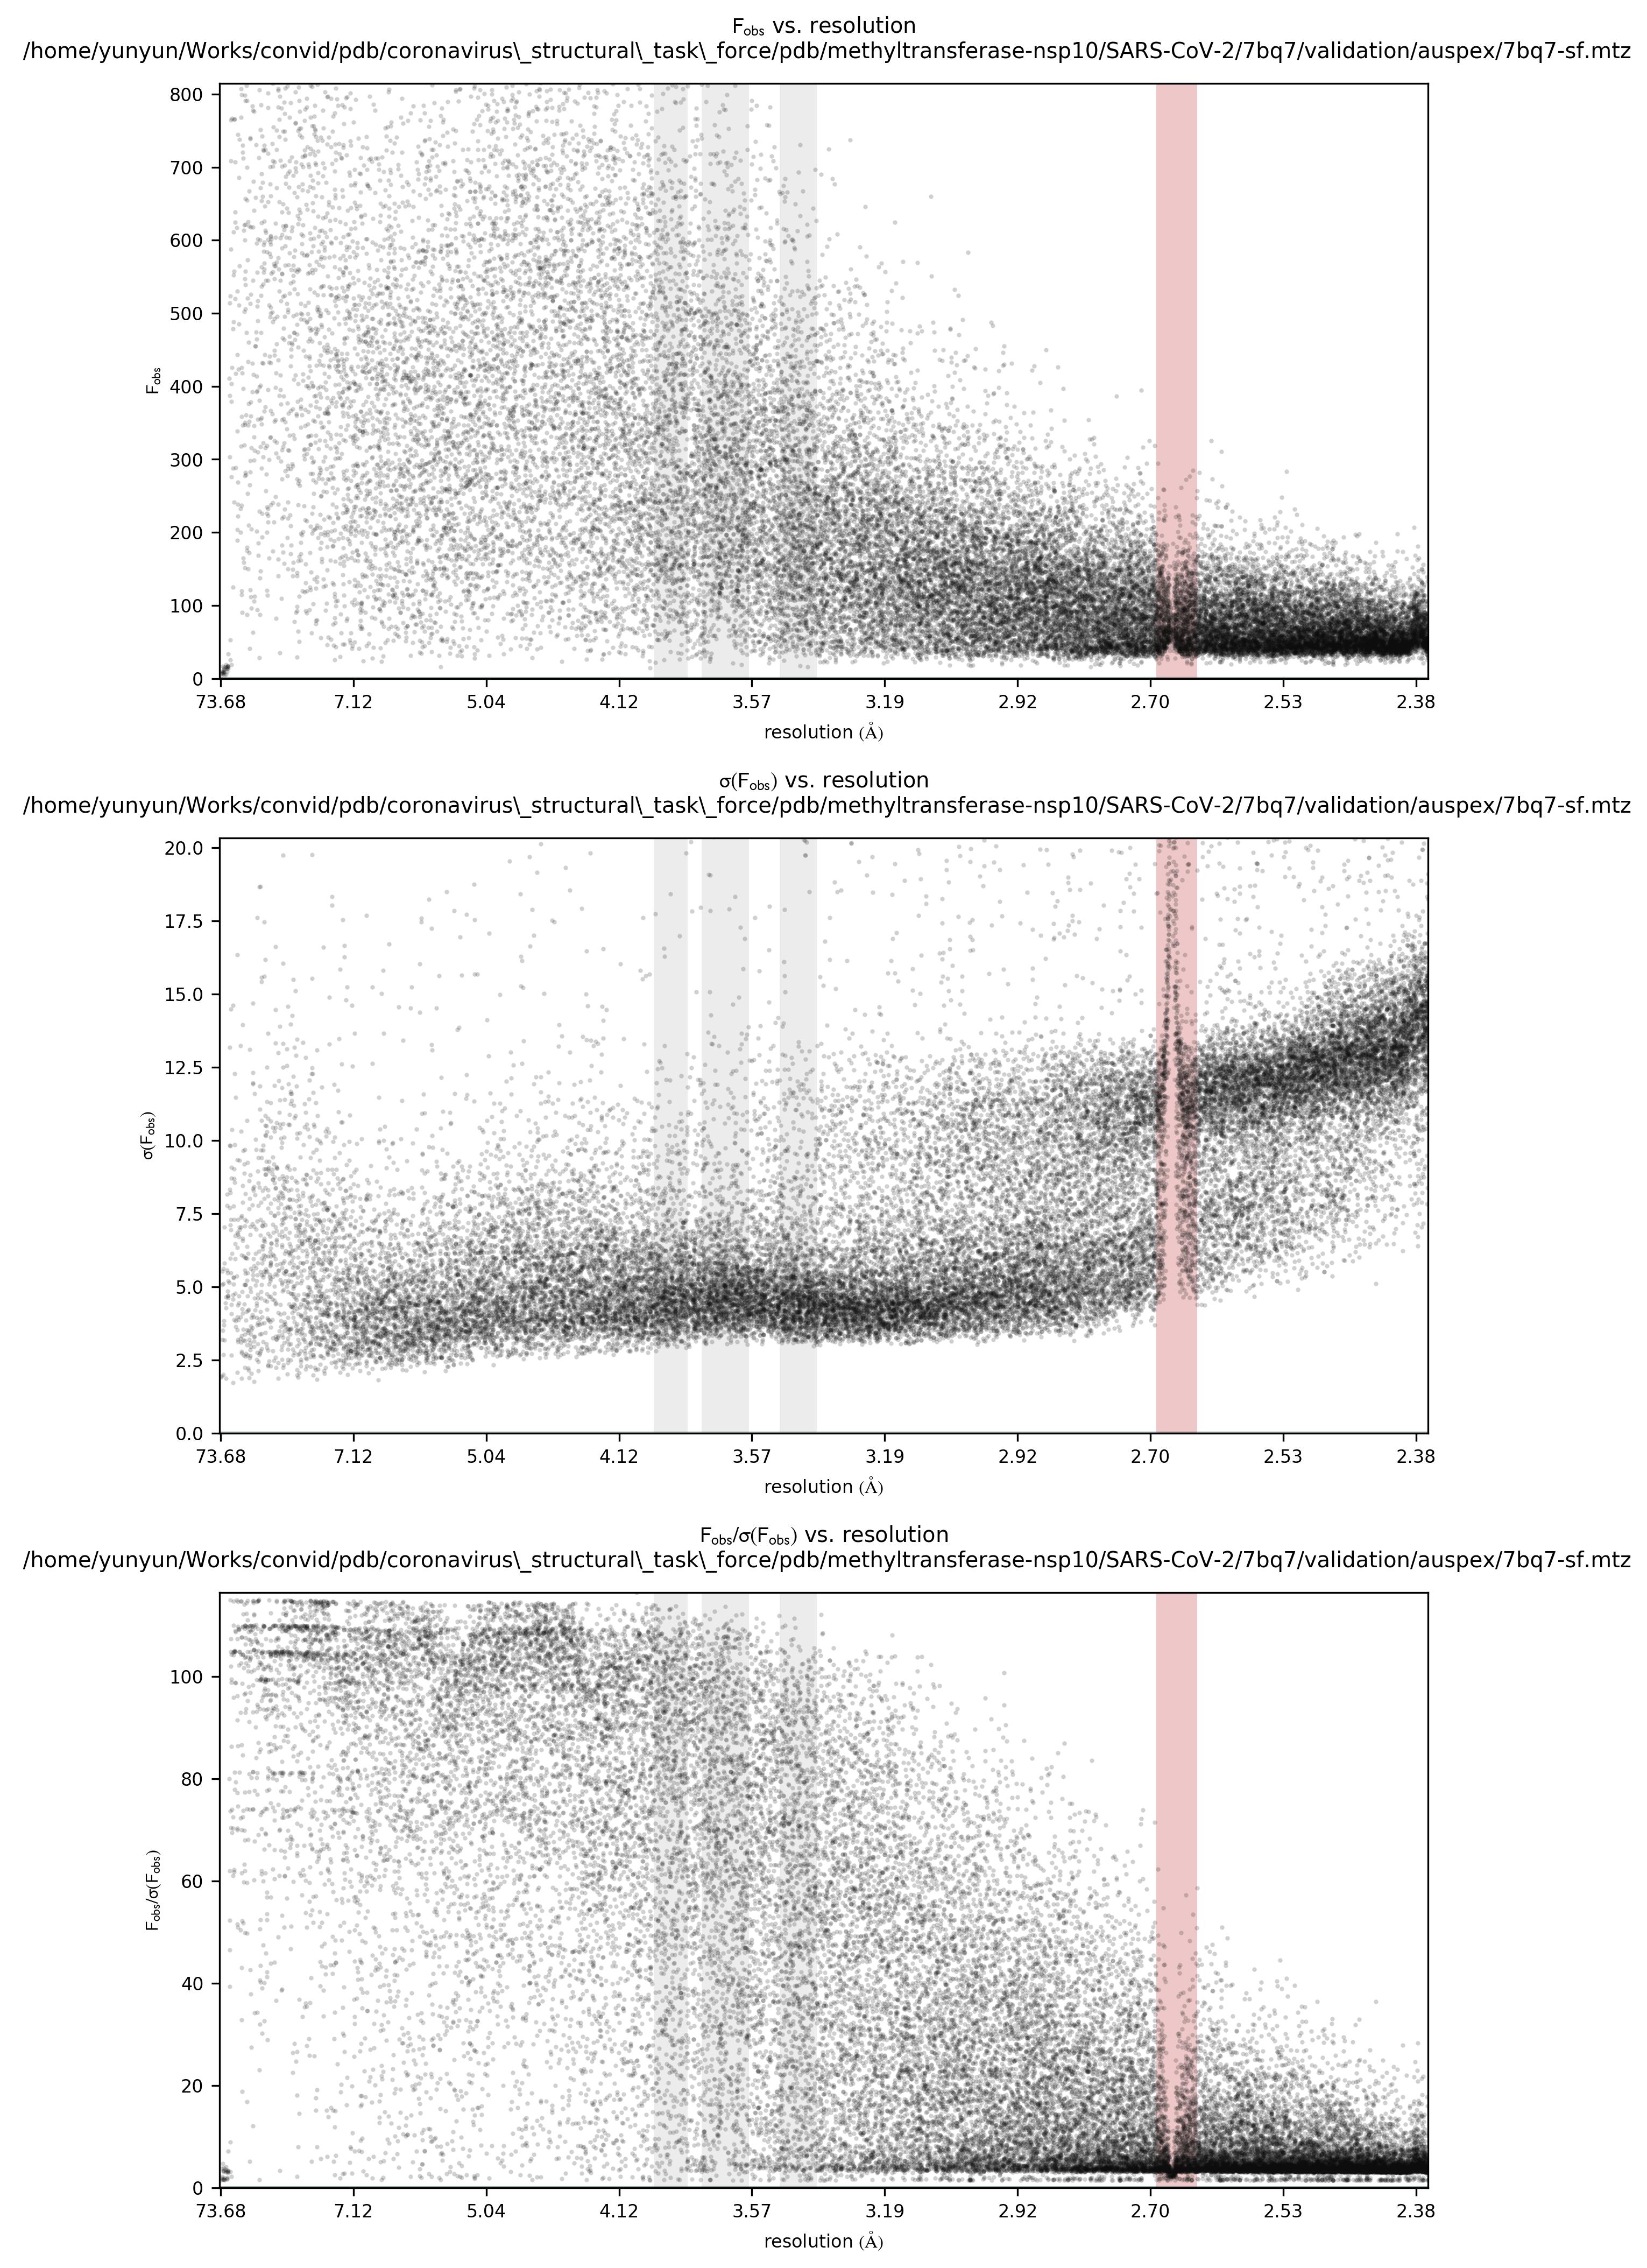 Fobs vs. resolution
/home/yunyun/Works/convid/pdb/coronavirus\_structural\_task\_force/pdb/methyltransferase-nsp10/SARS-CoV-2/7bq7/validation/auspex/7bq7-sf.mtz
800
700
600
500
400
300
200
100
0
Fobs
73.68 7.12 5.04 4.12 3.57 3.19 2.92 2.70 2.53 2.38
resolution (Å)
σ(Fobs) vs. resolution
/home/yunyun/Works/convid/pdb/coronavirus\_structural\_task\_force/pdb/methyltransferase-nsp10/SARS-CoV-2/7bq7/validation/auspex/7bq7-sf.mtz
20.0
17.5
15.0
12.5
10.0
7.5
5.0
2.5
0.0
σ(Fobs)
73.68 7.12 5.04 4.12 3.57 3.19 2.92 2.70 2.53 2.38
resolution (Å)
Fobs/σ(Fobs) vs. resolution
/home/yunyun/Works/convid/pdb/coronavirus\_structural\_task\_force/pdb/methyltransferase-nsp10/SARS-CoV-2/7bq7/validation/auspex/7bq7-sf.mtz
100
80
60
40
20
0
Fobs/σ(Fobs)
73.68 7.12 5.04 4.12 3.57 3.19 2.92 2.70 2.53 2.38
resolution (Å)